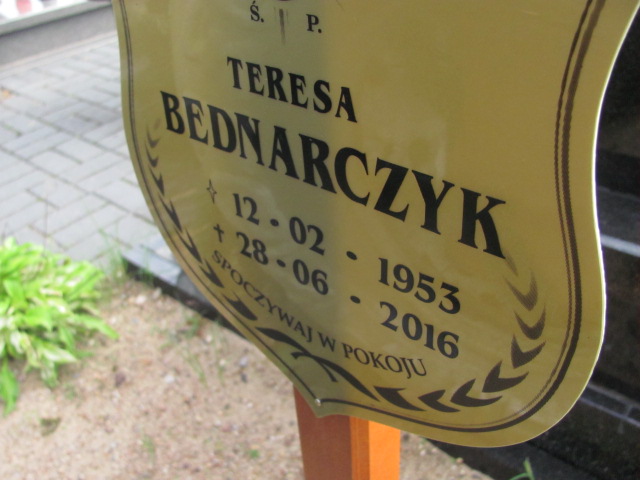 Ś. P.
TERESA
BEDNARCZYK
12 • 02 • 1953
† 28 • 06 • 2016
SPOCZYWAJ W POKOJU